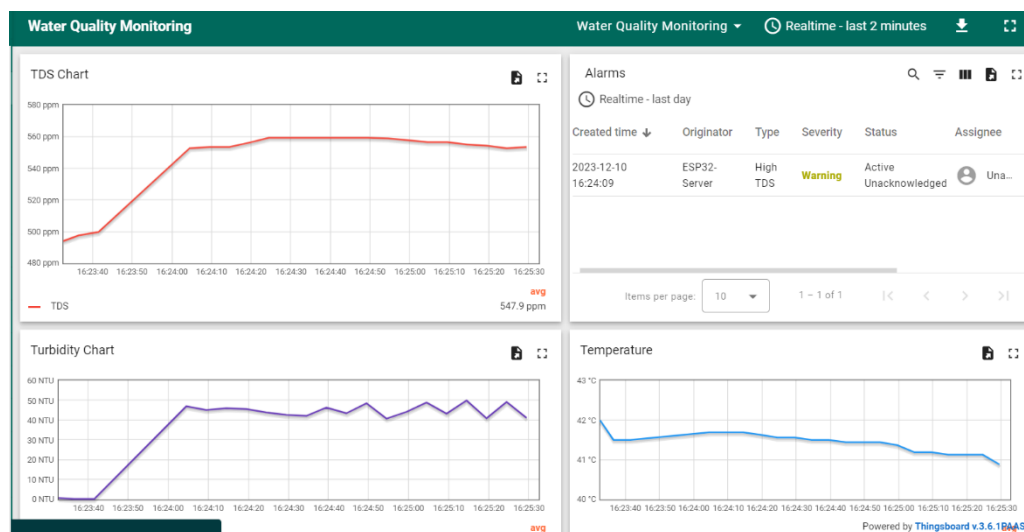 Water Quality Monitoring
Water Quality Monitoring
Realtime - last 2 minutes
TDS Chart
580 ppm
560 ppm
540 ppm
520 ppm
500 ppm
480 ppm
16:23:40 16:23:50 16:24:00 16:24:10 16:24:20 16:24:30 16:24:40 16:24:50 16:25:00 16:25:10 16:25:20 16:25:30
avg
TDS 547.9 ppm
Alarms
Realtime - last day
Created time Originator Type Severity Status Assignee
2023-12-10 ESP32- High Warning Active Una...
16:24:09 Server TDS Unacknowledged
Items per page: 10 1 – 1 of 1
Turbidity Chart
60 NTU
50 NTU
40 NTU
30 NTU
20 NTU
10 NTU
0 NTU
16:23:40 16:23:50 16:24:00 16:24:10 16:24:20 16:24:30 16:24:40 16:24:50 16:25:00 16:25:10 16:25:20 16:25:30
avg
Temperature
43 °C
42 °C
41 °C
40 °C
16:23:40 16:23:50 16:24:00 16:24:10 16:24:20 16:24:30 16:24:40 16:24:50 16:25:00 16:25:10 16:25:20 16:25:30
Powered by Thingsboard v.3.6.1